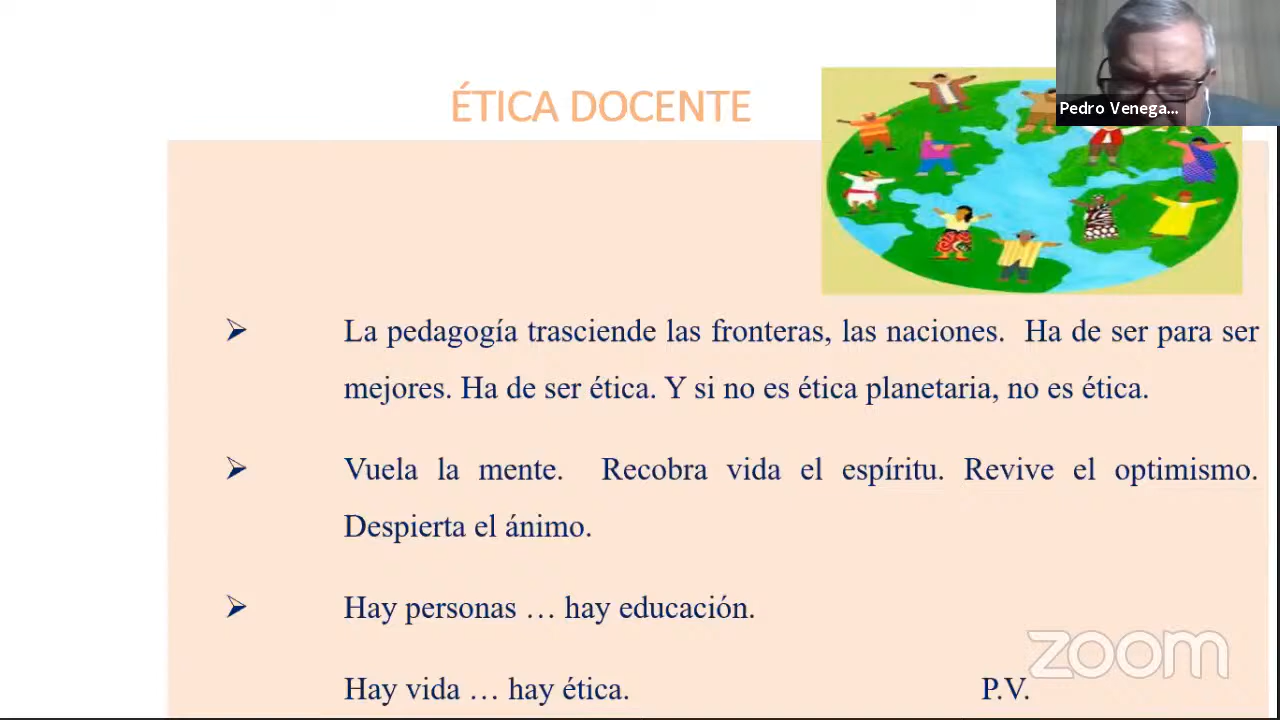 Pedro Venega...
ÉTICA DOCENTE
➢ La pedagogía trasciende las fronteras, las naciones. Ha de ser para ser
mejores. Ha de ser ética. Y si no es ética planetaria, no es ética.
➢ Vuela la mente. Recobra vida el espíritu. Revive el optimismo.
Despierta el ánimo.
➢ Hay personas … hay educación.
Hay vida … hay ética. P.V.
zoom